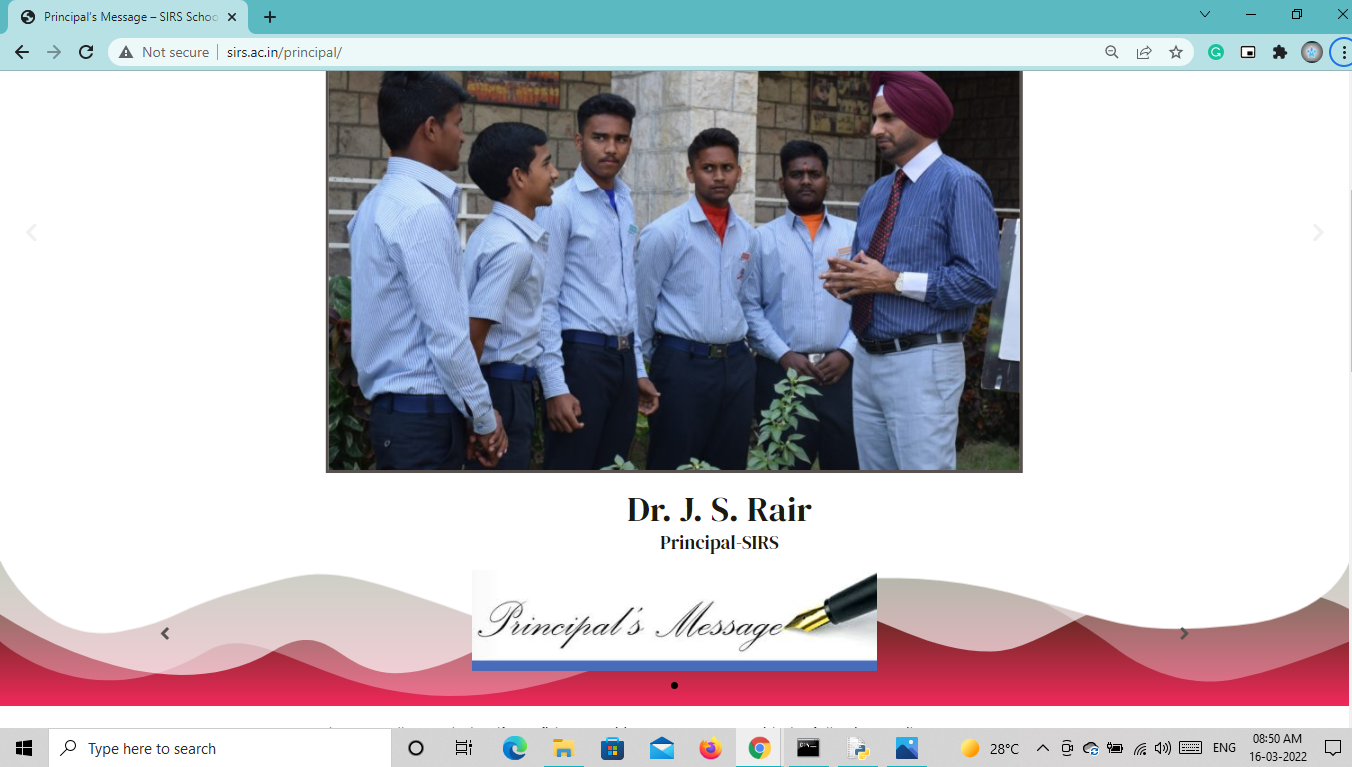 Principal's Message – SIRS Schoo
Not secure
sirs.ac.in/principal/
Dr. J. S. Rair
Principal-SIRS
Principal's Message
Type here to search
28°C
ENG
08:50 AM
16-03-2022